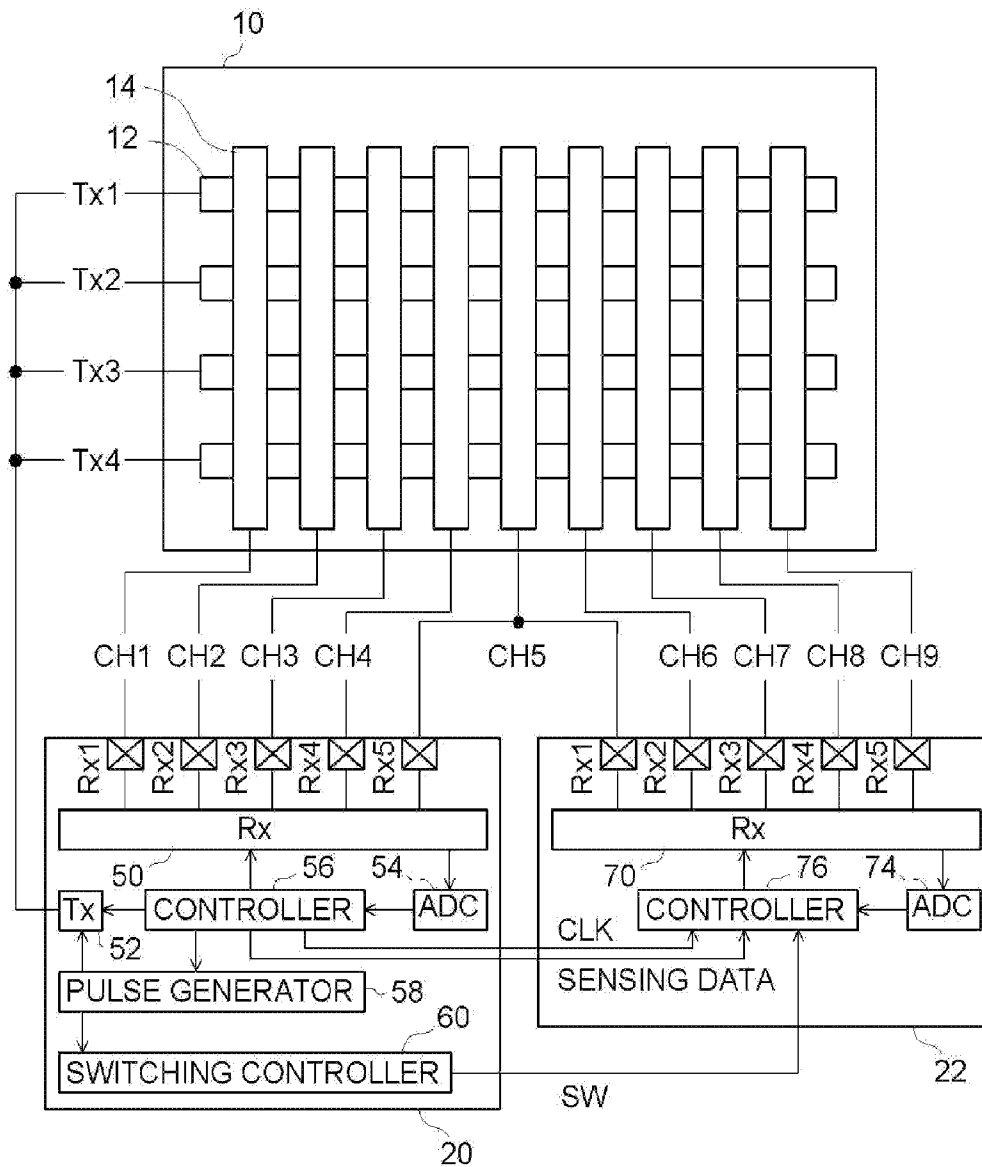 10
14
12
Tx1
Tx2
Tx3
Tx4
CH1 CH2 CH3 CH4 CH5 CH6 CH7 CH8 CH9
Rx1 Rx2 Rx3 Rx4 Rx5 Rx1 Rx2 Rx3 Rx4 Rx5
Rx Rx
50 56 54 70 76 74
Tx CONTROLLER ADC CONTROLLER ADC
52 CLK
SENSING DATA
PULSE GENERATOR 58
60
SWITCHING CONTROLLER
SW 22
20